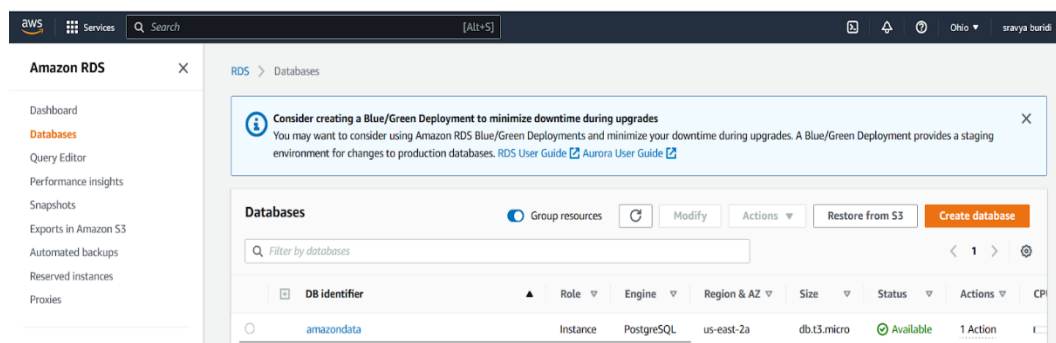 aws Services Search [Alt+S] Ohio sravya buridi
Amazon RDS
RDS > Databases
Dashboard
Databases
Query Editor
Performance insights
Snapshots
Exports in Amazon S3
Automated backups
Reserved instances
Proxies
Consider creating a Blue/Green Deployment to minimize downtime during upgrades
You may want to consider using Amazon RDS Blue/Green Deployments and minimize your downtime during upgrades. A Blue/Green Deployment provides a staging
environment for changes to production databases. RDS User Guide Aurora User Guide
Databases Group resources Modify Actions Restore from S3 Create database
Filter by databases < 1 >
DB identifier Role Engine Region & AZ Size Status Actions CP
amazondata Instance PostgreSQL us-east-2a db.t3.micro Available 1 Action